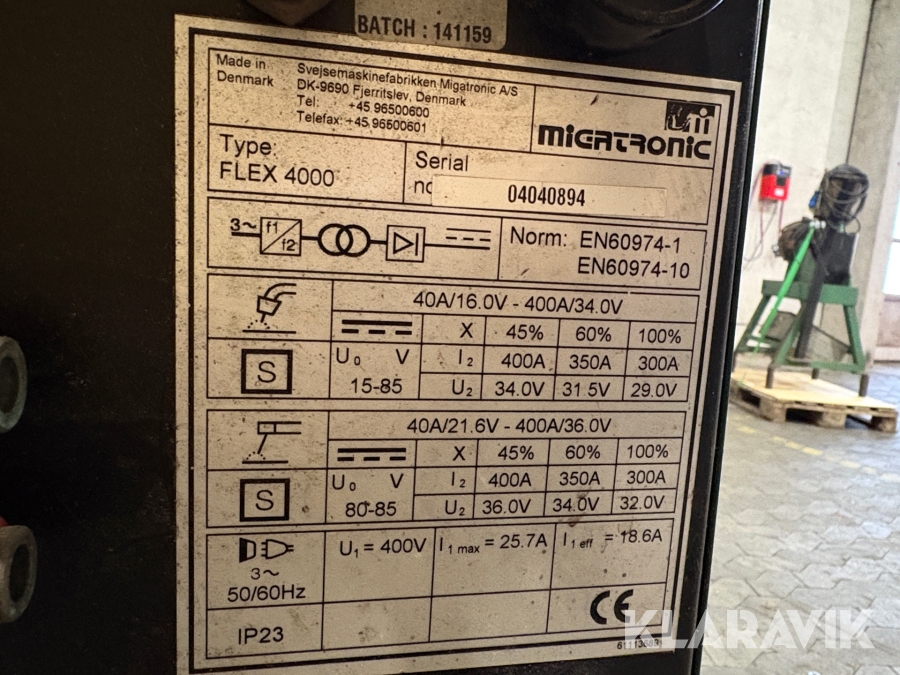 BATCH : 141159
Made in
Denmark
Svejsemaskinefabrikken Migatronic A/S
DK-9690 Fjerritslev, Denmark
Tel: +45 96500600
Telefax: +45 96500601
MIGATRONIC
Type:
FLEX 4000
Serial
no
04040894
3~ f1 f2
Norm: EN60974-1
EN60974-10
40A/16.0V - 400A/34.0V
X 45% 60% 100%
S
U₀ V
15-85
I₂ 400A 350A 300A
U₂ 34.0V 31.5V 29.0V
40A/21.6V - 400A/36.0V
X 45% 60% 100%
S
U₀ V
80-85
I₂ 400A 350A 300A
U₂ 36.0V 34.0V 32.0V
3~
50/60Hz
U₁ = 400V
I₁ max = 25.7A
I₁ eff = 18.6A
IP23
CE
KLARAVIK